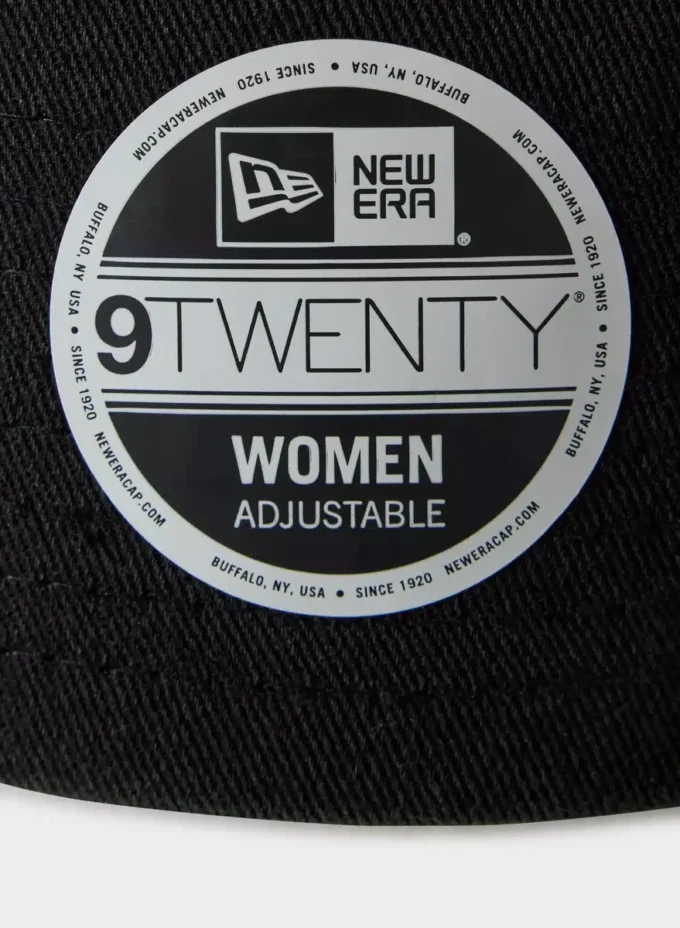 NEW
ERA
®
9TWENTY®
WOMEN
ADJUSTABLE
BUFFALO, NY, USA • SINCE 1920 NEWERACAP.COM
BUFFALO, NY, USA • SINCE 1920 NEWERACAP.COM
BUFFALO, NY, USA • SINCE 1920 NEWERACAP.COM
BUFFALO, NY USA • SINCE 1920 NEWERACAP.COM